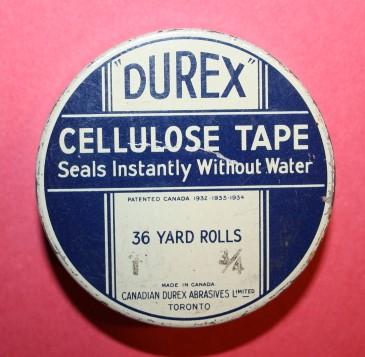 "DUREX"
CELLULOSE TAPE
Seals Instantly Without Water
PATENTED CANADA 1932-1933-1934
36 YARD ROLLS
1 3/4
MADE IN CANADA
CANADIAN DUREX ABRASIVES LIMITED
TORONTO